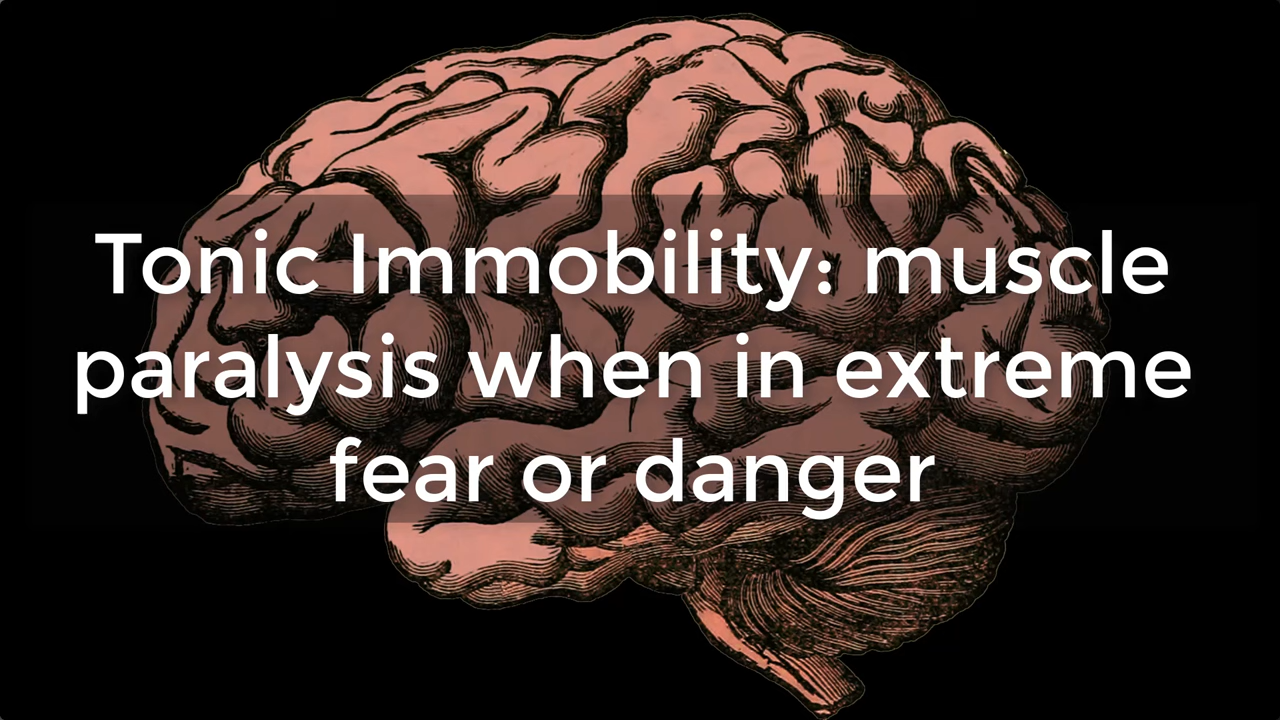 Tonic Immobility: muscle
paralysis when in extreme
fear or danger